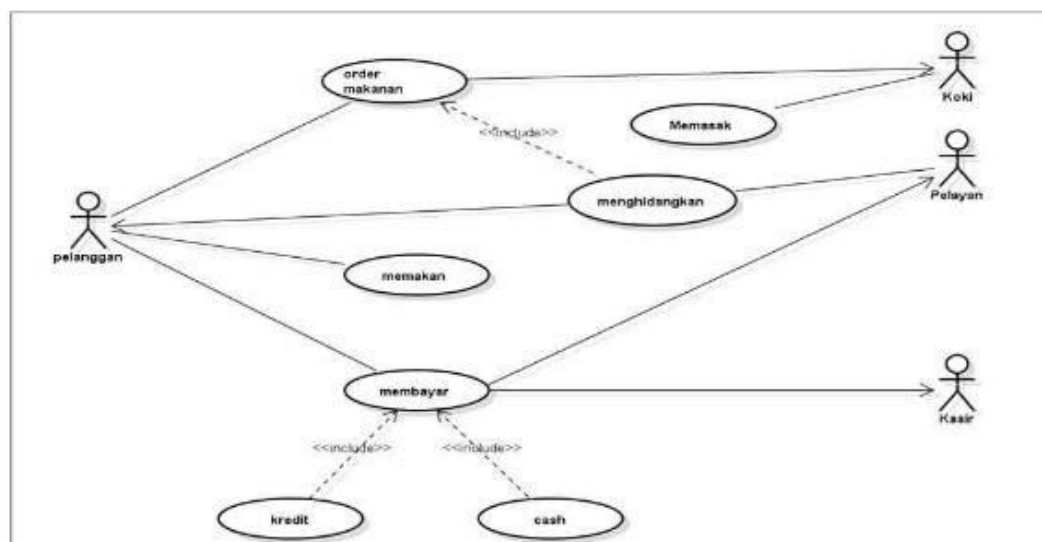 order
makanan
Koki
Memasak
<<include>>
menghidangkan
Pelayan
pelanggan
memakan
membayar
Kasir
<<include>>
<<include>>
kredit
cash